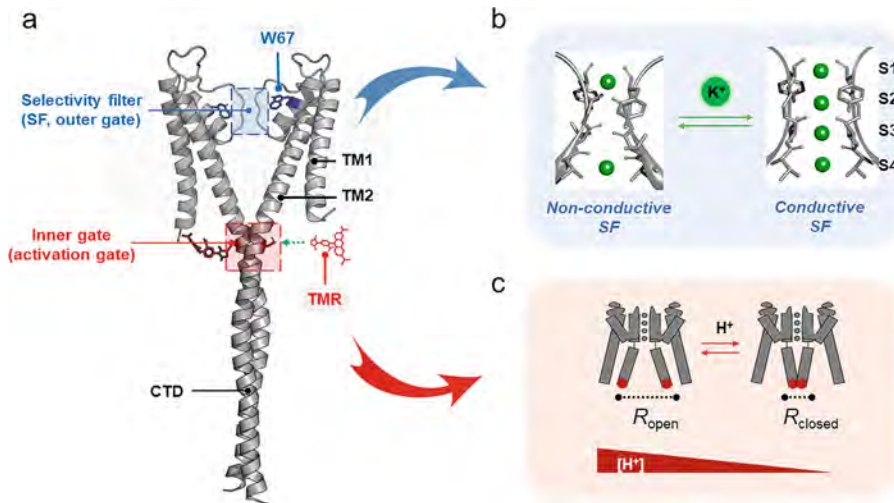 a
W67
Selectivity filter
(SF, outer gate)
TM1
TM2
Inner gate
(activation gate)
TMR
CTD
b
K+
S1
S2
S3
S4
Non-conductive
SF
Conductive
SF
c
H+
Ropen
Rclosed
[H+]